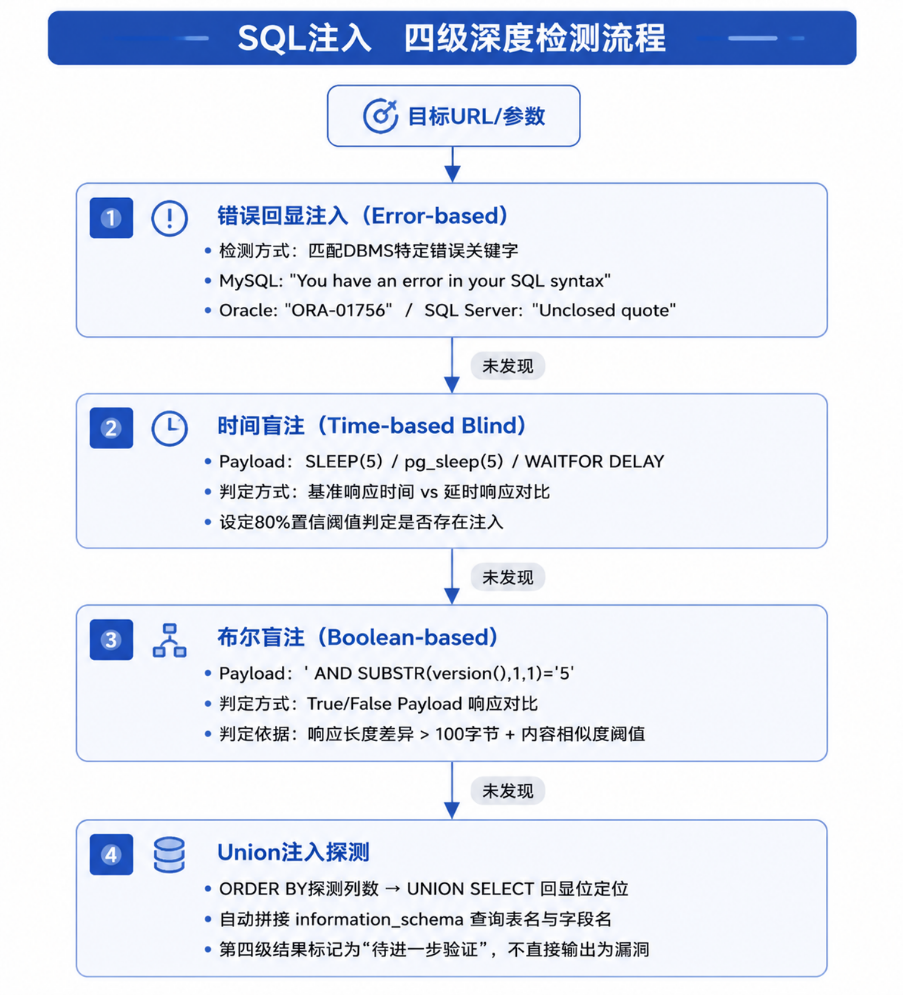 SQL注入 四级深度检测流程
目标URL/参数
1
错误回显注入（Error-based）
• 检测方式：匹配DBMS特定错误关键字
• MySQL: "You have an error in your SQL syntax"
• Oracle: "ORA-01756" / SQL Server: "Unclosed quote"
未发现
2
时间盲注（Time-based Blind）
• Payload: SLEEP(5) / pg_sleep(5) / WAITFOR DELAY
• 判定方式：基准响应时间 vs 延时响应对比
• 设定80%置信阀值判定是否存在注入
未发现
3
布尔盲注（Boolean-based）
• Payload: ' AND SUBSTR(version(),1,1)='5'
• 判定方式：True/False Payload 响应对比
• 判定依据：响应长度差异 > 100字节 + 内容相似度阀值
未发现
4
Union注入探测
• ORDER BY探测列数 → UNION SELECT 回显位定位
• 自动拼接 information_schema 查询表名与字段名
• 第四级结果标记为“待进一步验证”，不直接输出为漏洞